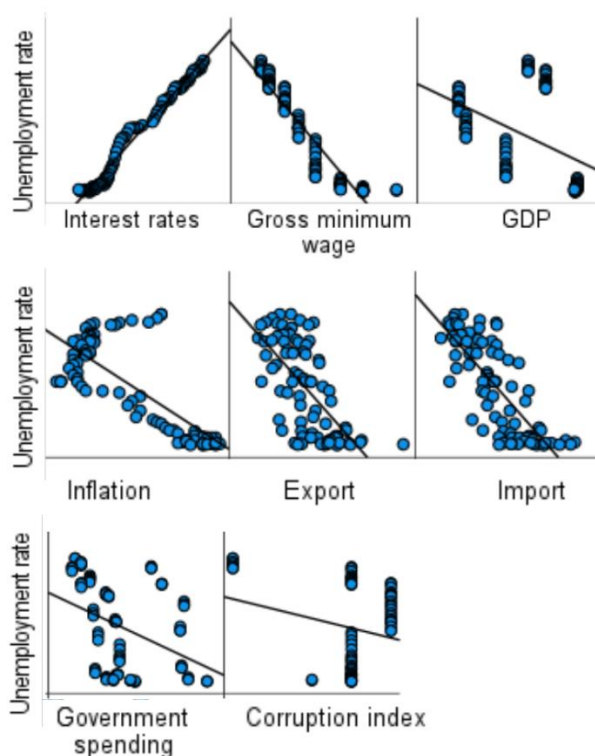 Unemployment rate
Interest rates
Gross minimum
wage
GDP
Unemployment rate
Inflation
Export
Import
Unemployment rate
Government
spending
Corruption index